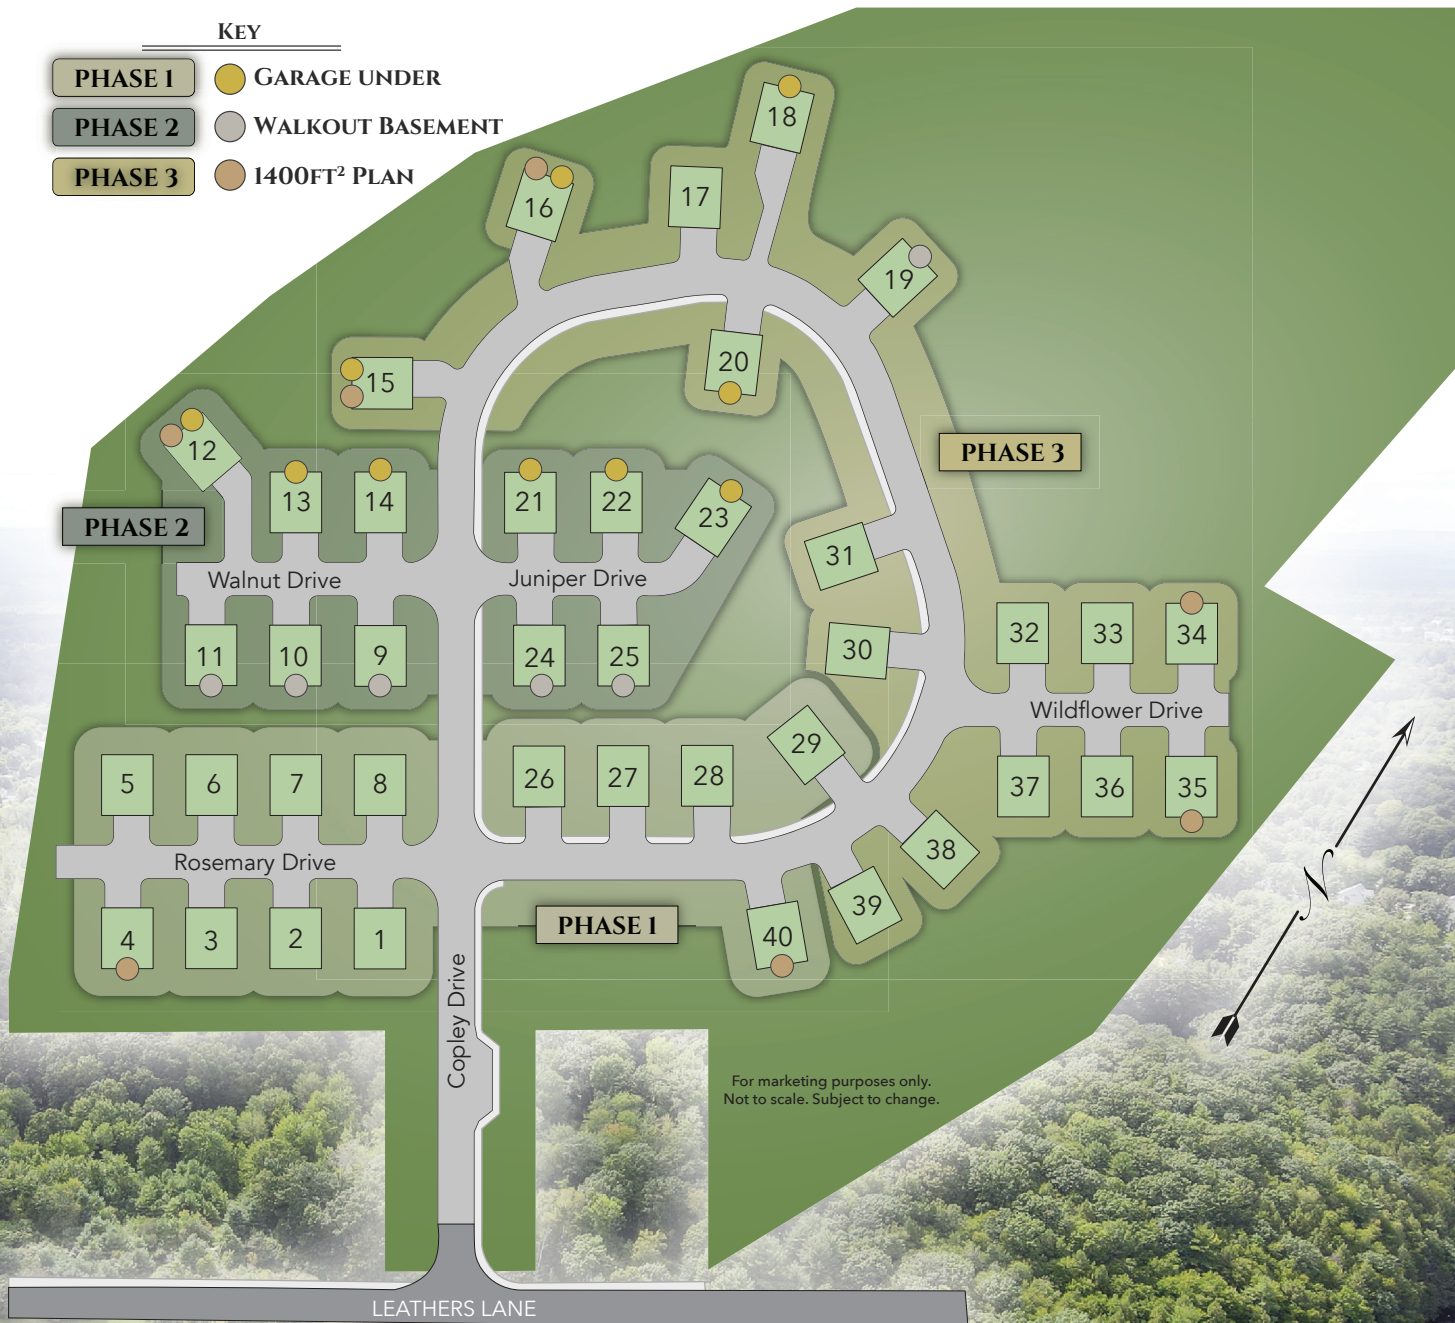 KEY
PHASE 1
GARAGE UNDER
PHASE 2
WALKOUT BASEMENT
PHASE 3
1400FT² PLAN
18
17
16
19
20
15
PHASE 3
12
13
14
21
22
23
PHASE 2
31
Walnut Drive
Juniper Drive
11
10
9
24
25
30
32
33
34
Wildflower Drive
29
5
6
7
8
26
27
28
37
36
35
Rosemary Drive
38
39
4
3
2
1
PHASE 1
40
N
Copley Drive
For marketing purposes only.
Not to scale. Subject to change.
LEATHERS LANE